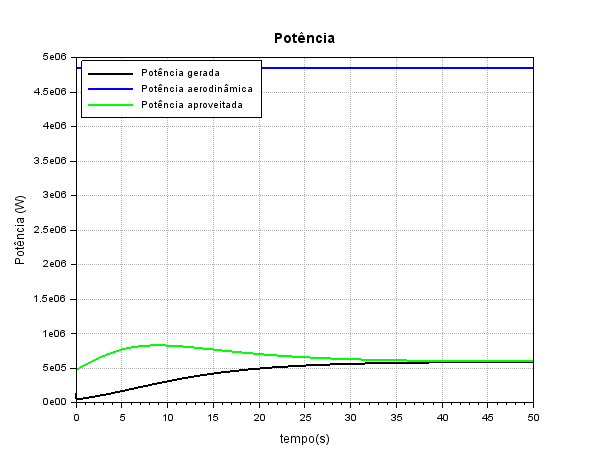 Potência
5e06
Potência gerada
Potência aerodinâmica
Potência aproveitada
4.5e06
4e06
3.5e06
3e06
2.5e06
2e06
1.5e06
1e06
5e05
0e00
Potência (W)
0 5 10 15 20 25 30 35 40 45 50
tempo(s)